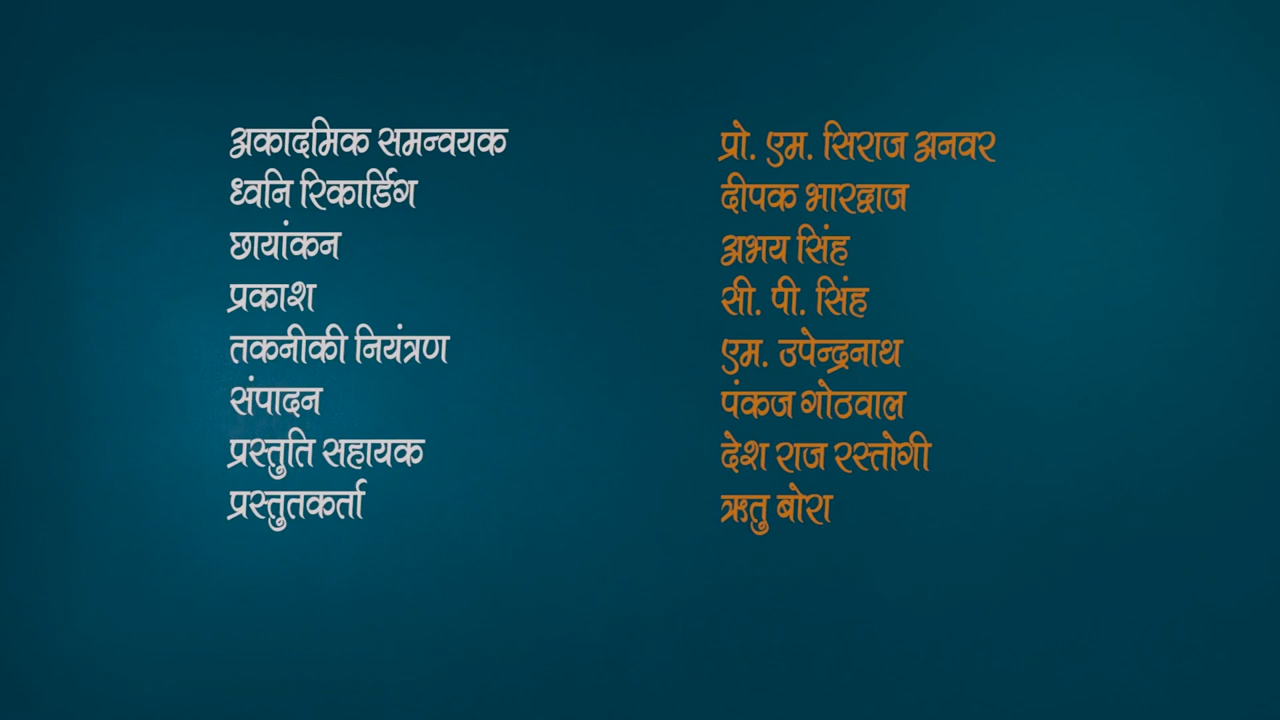 अकादमिक समन्वयक प्रो. एम. सिराज अनवर
ध्वनि रिकार्डिंग दीपक भारद्वाज
छायांकन अभय सिंह
प्रकाश सी. पी. सिंह
तकनीकी नियंत्रण एम. उपेन्द्रनाथ
संपादन पंकज गोठवाल
प्रस्तुति सहायक देश राज रस्तोगी
प्रस्तुतकर्ता ऋतु बोरा